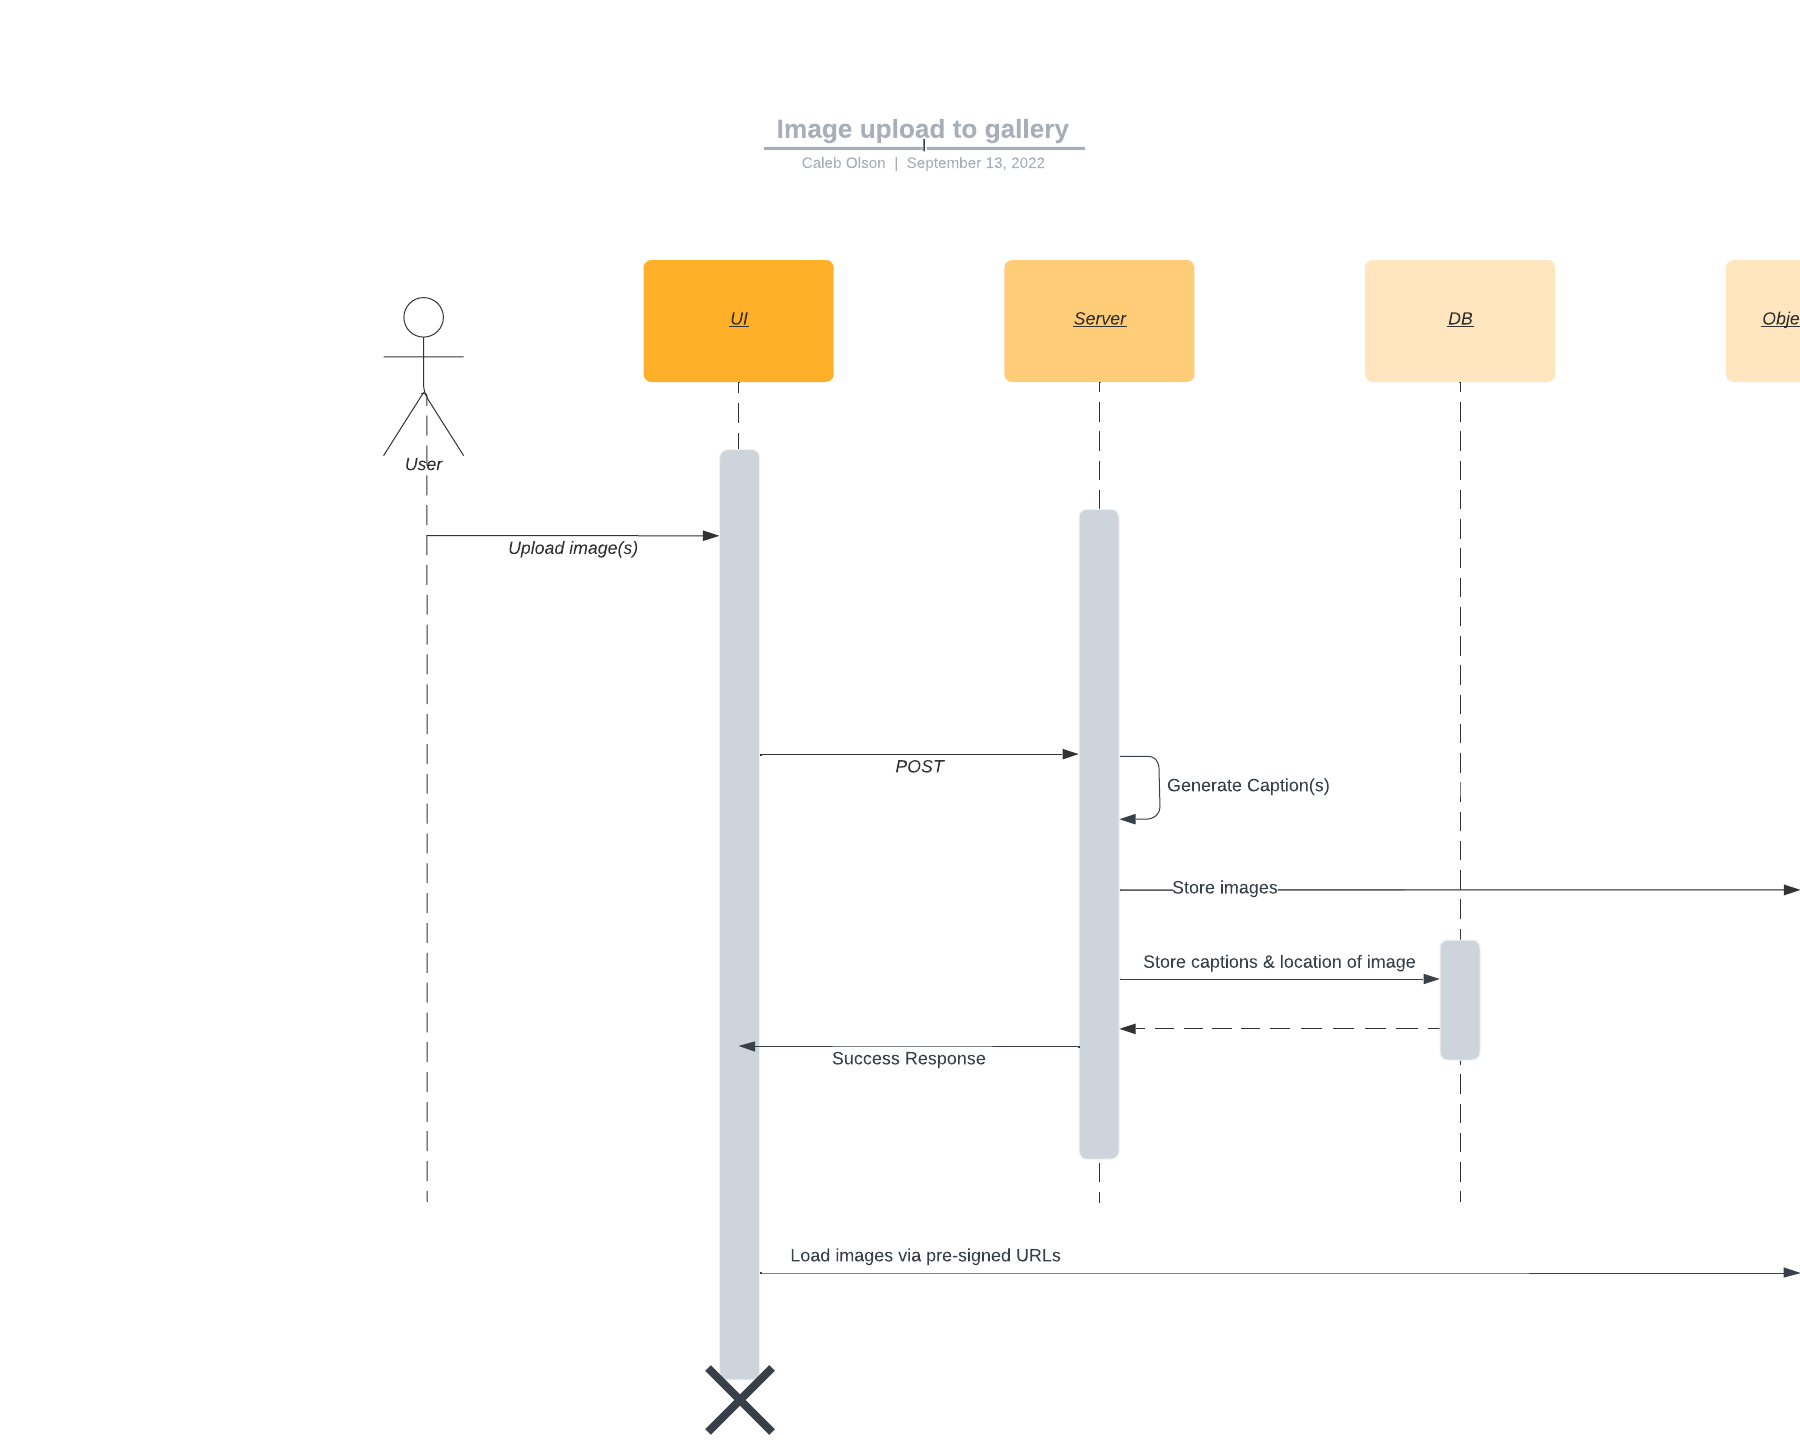 Image upload to gallery
Caleb Olson | September 13, 2022
UI
Server
DB
User
Upload image(s)
POST
Generate Caption(s)
Store images
Store captions & location of image
Success Response
Load images via pre-signed URLs